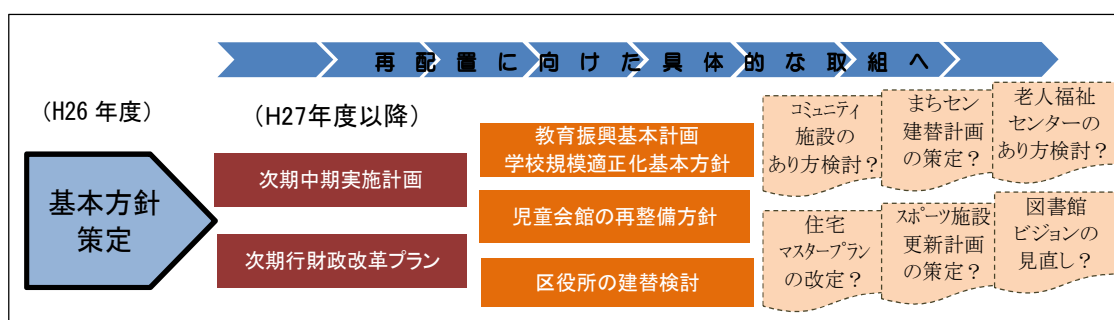 再配置に向けた具体的な取組へ
(H26 年度)
(H27年度以降)
基本方針
策定
次期中期実施計画
次期行財政改革プラン
教育振興基本計画
学校規模適正化基本方針
児童会館の再整備方針
区役所の建替検討
コミュニティ
施設の
あり方検討？
まちセン
建替計画
の策定？
老人福祉
センターの
あり方検討？
住宅
マスタープラン
の改定？
スポーツ施設
更新計画
の策定？
図書館
ビジョンの
見直し？